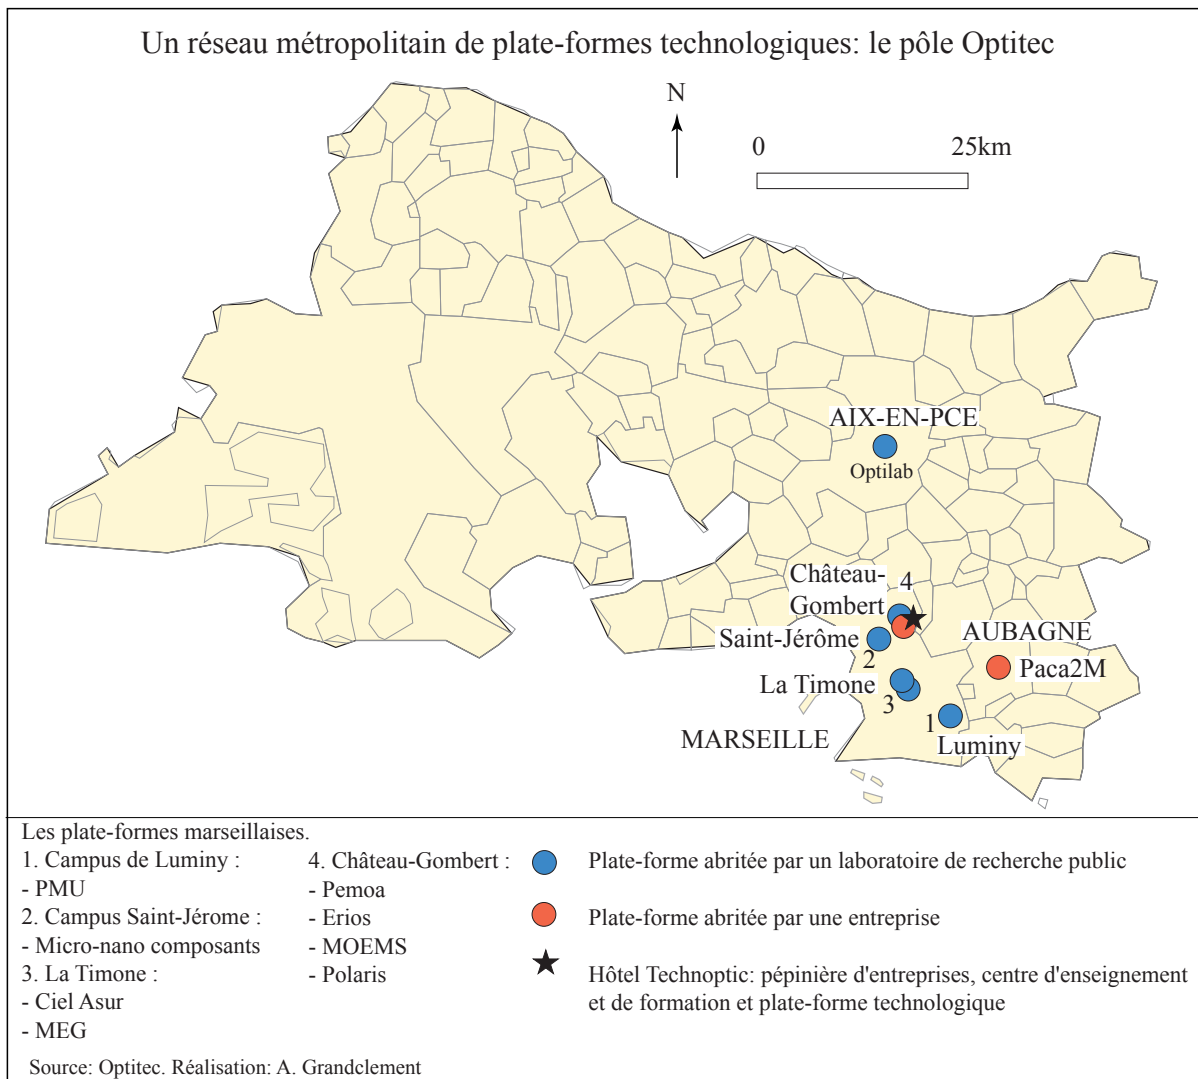 Un réseau métropolitain de plate-formes technologiques: le pôle Optitec
N
0 25km
AIX-EN-PCE
Optilab
Château-
Gombert
4
Saint-Jérôme
2
AUBAGNE
Paca2M
La Timone
3
1
MARSEILLE
Luminy
Les plate-formes marseillaises.
1. Campus de Luminy :
- PMU
2. Campus Saint-Jérome :
- Micro-nano composants
3. La Timone :
- Ciel Asur
- MEG
4. Château-Gombert :
- Pemoa
- Erios
- MOEMS
- Polaris
Plate-forme abritée par un laboratoire de recherche public
Plate-forme abritée par une entreprise
Hôtel Technoptic: pépinière d'entreprises, centre d'enseignement
et de formation et plate-forme technologique
Source: Optitec. Réalisation: A. Grandclement